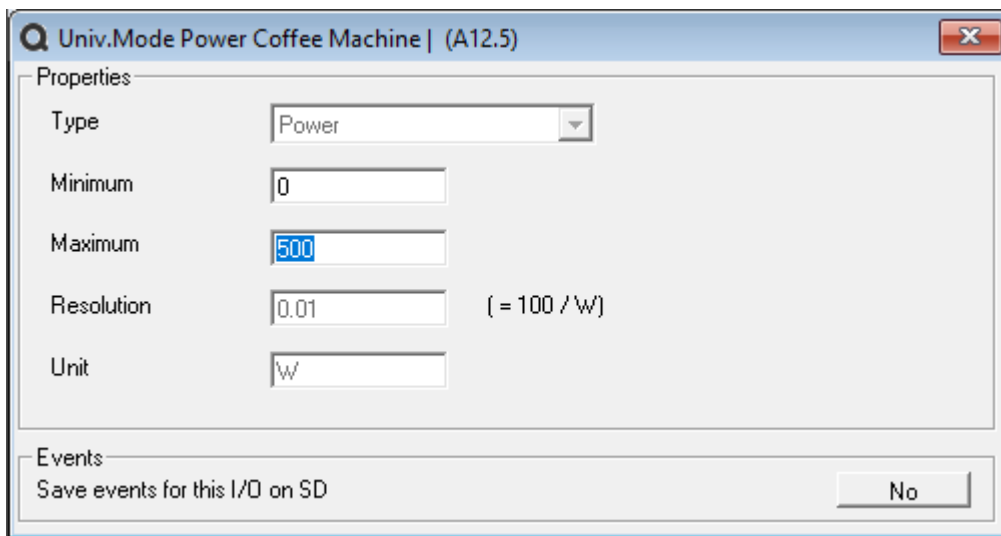 Univ.Mode Power Coffee Machine | (A12.5)
Properties
Type Power
Minimum 0
Maximum 500
Resolution 0.01 ( = 100 / W)
Unit W
Events
Save events for this I/O on SD No